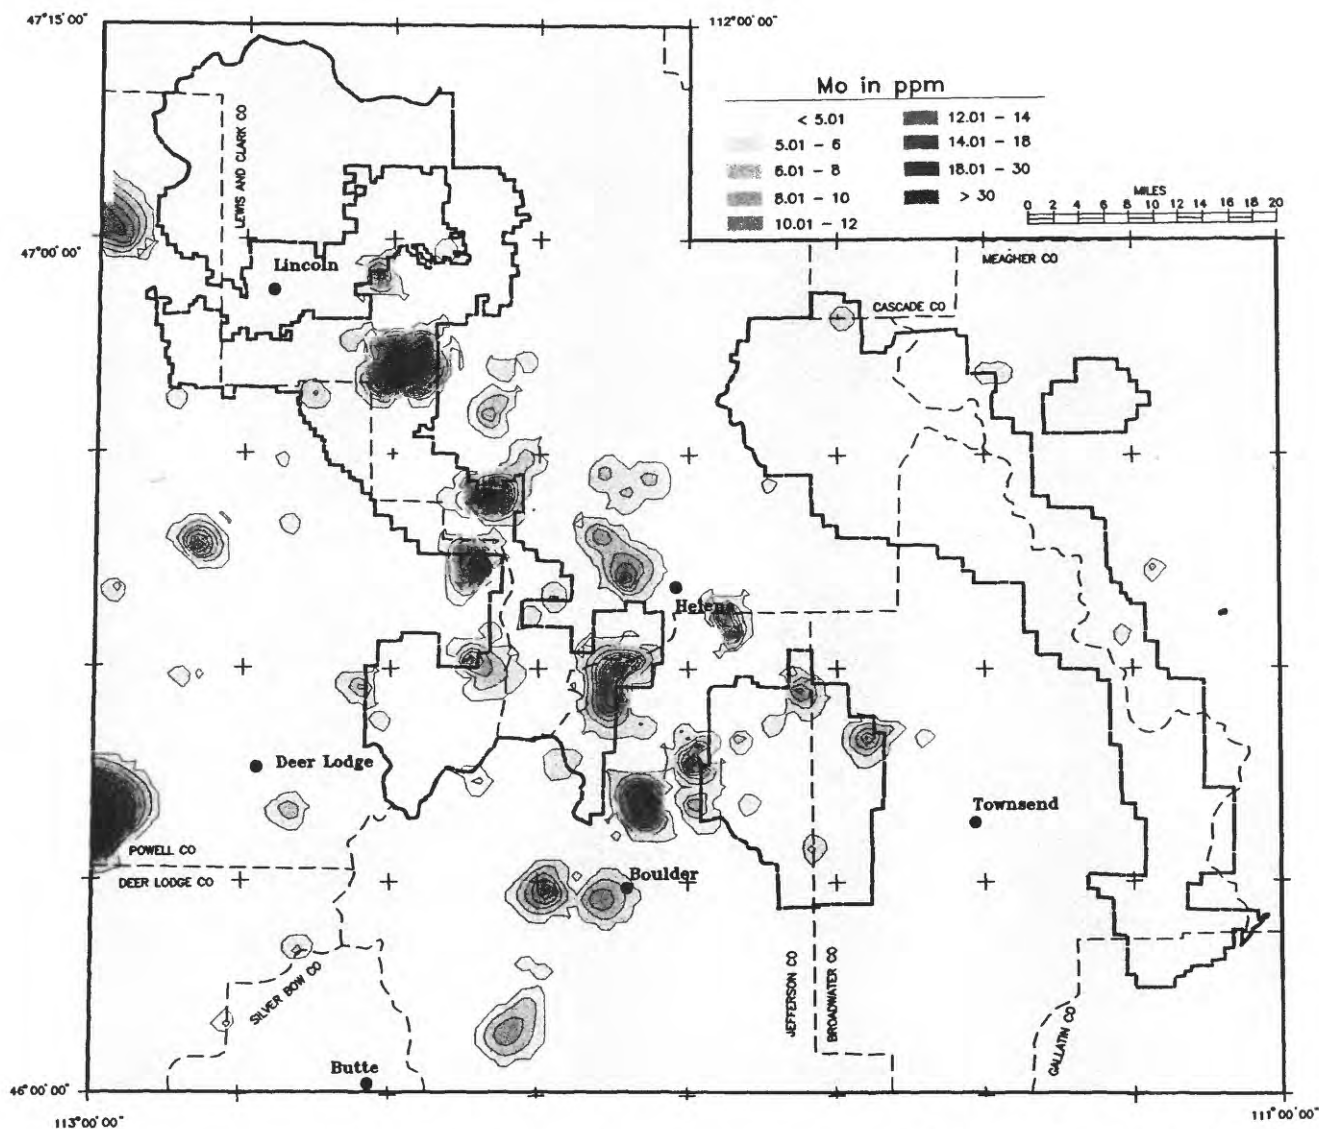 47°15'00"
112°00'00"
Mo in ppm
< 5.01
12.01 - 14
5.01 - 6
14.01 - 18
6.01 - 8
18.01 - 30
8.01 - 10
> 30
10.01 - 12
MILES
0 2 4 6 8 10 12 14 16 18 20
LEWIS AND CLARK CO
47°00'00"
MEAGHER CO
Lincoln
CASCADE CO
Helena
Deer Lodge
Townsend
POWELL CO
DEER LODGE CO
Boulder
SILVER BOW CO
JEFFERSON CO
BROADWATER CO
GALLATIN CO
Butte
46°00'00"
113°00'00"
111°00'00"